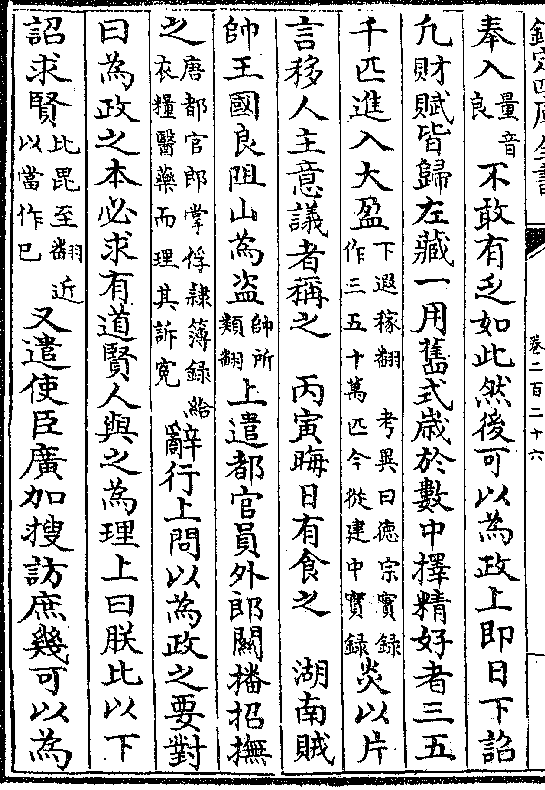 欽定四庫全書
卷二百二十六
奉入量音良不敢有乏如此然後可以為政上即日下詔
凢財賦皆歸左藏一用舊式歳於數中擇精好者三五
千匹進入大盈下遐稼翻 考異曰徳宗實録作三五十萬匹今從建中實録炎以片
言移人主意議者稱之 丙寅晦日有食之 湖南賊
帥王國良阻山為盗帥所類翻上遣都官員外郎關播招撫
之唐都官郎掌俘隷簿録給衣糧醫藥而理其訴寃辭行上問以為政之要對
曰為政之本必求有道賢人與之為理上曰朕比以下
詔求賢比毘至翻近以當作已又遣使臣廣加搜訪庶幾可以為